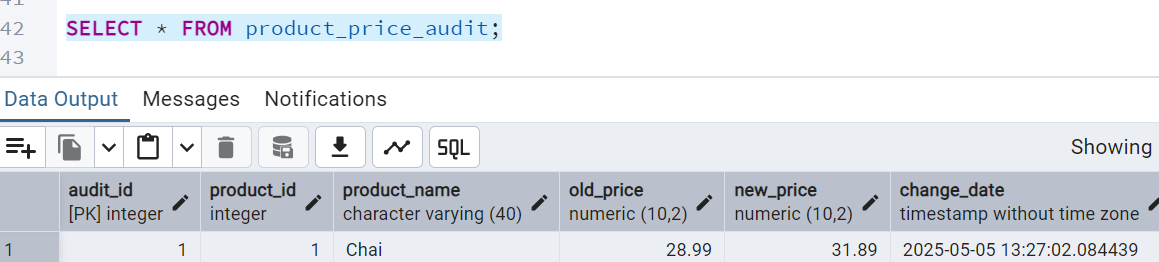 41
42 SELECT * FROM product_price_audit;
43
Data Output Messages Notifications
SQL Showing
audit_id product_id product_name old_price new_price change_date
[PK] integer integer character varying (40) numeric (10,2) numeric (10,2) timestamp without time zone
1 1 1 Chai 28.99 31.89 2025-05-05 13:27:02.084439